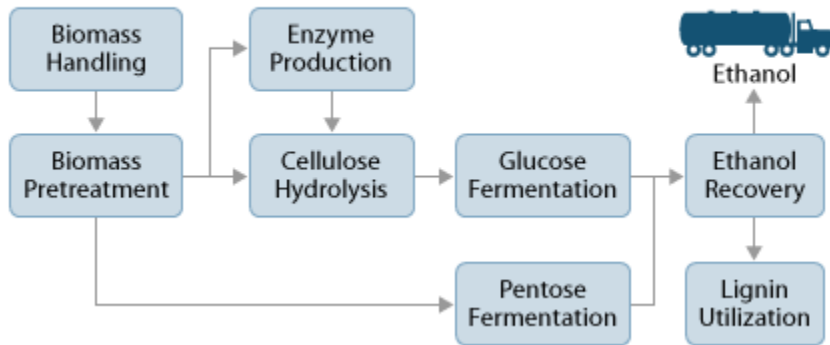 Biomass
Handling
Enzyme
Production
Ethanol
Biomass
Pretreatment
Cellulose
Hydrolysis
Glucose
Fermentation
Ethanol
Recovery
Pentose
Fermentation
Lignin
Utilization